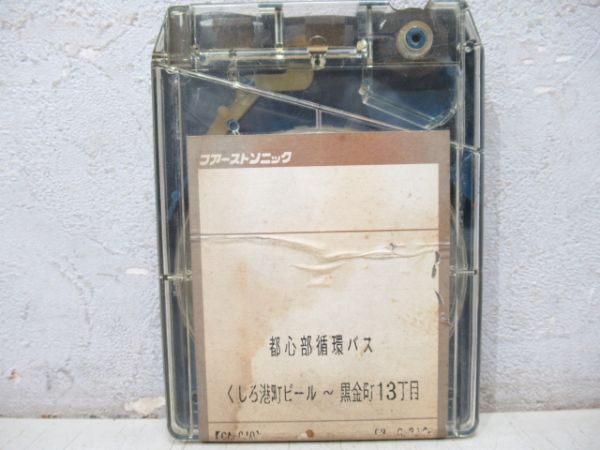 ファーストソニック
都心部循環バス
くしろ港町ビール ~ 黒金町13丁目